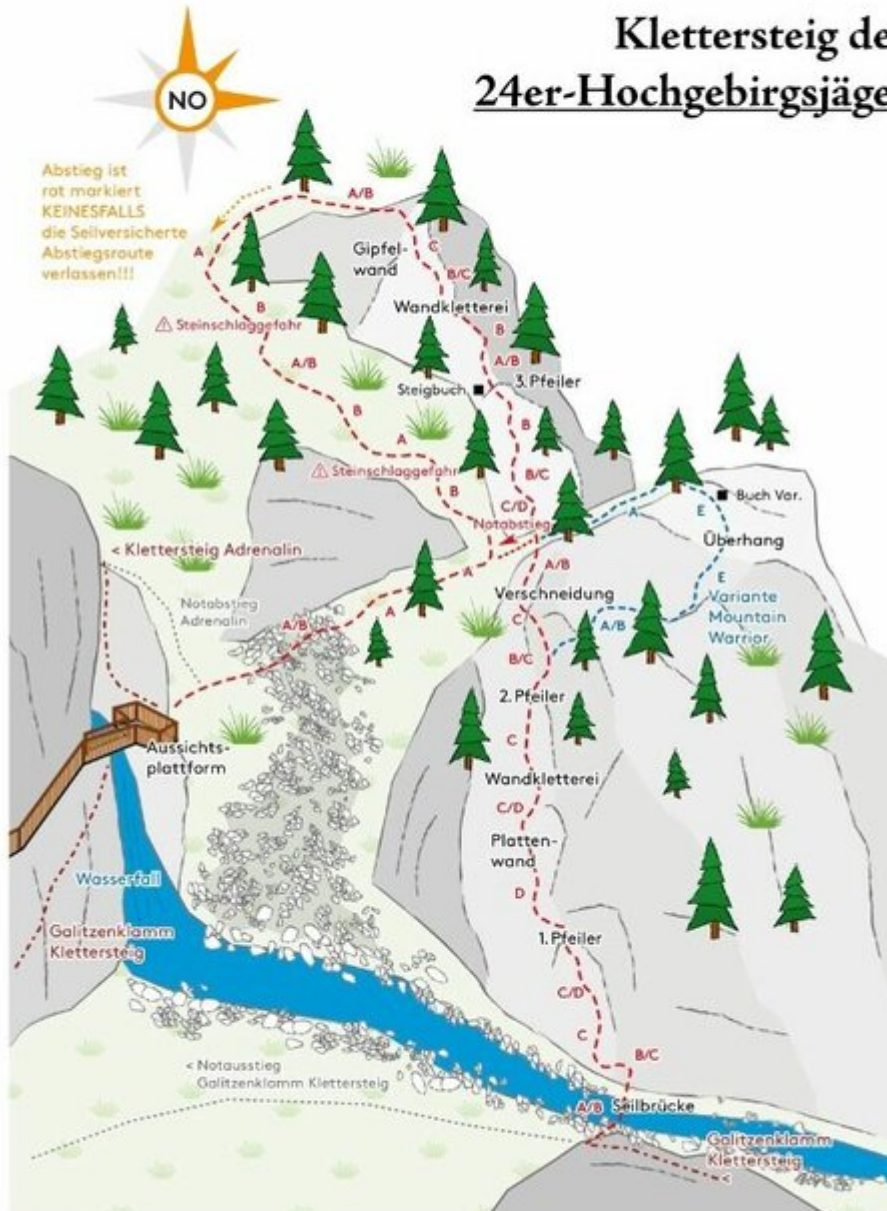 Klettersteig de
24er-Hochgebirgsjäge
NO
Abstieg ist
rot markiert
KEINESFALLS
die Seilversicherte
Abstiegsroute
verlassen!!!
A/B
A
C
Gipfel-
wand
B/C
Wandkletterei
B
Steinschlaggefahr
B
A/B
A/B
3. Pfeiler
Steigbuch
B
B
A
B/C
Steinschlaggefahr
B
C/D
Notabstieg
A
E
Buch Var.
Überhang
< Klettersteig Adrenalin
A
A/B
E
Notabstieg
Adrenalin
A
Verschneidung
Variante
Mountain
Warrior
A/B
C
A/B
B/C
2. Pfeiler
Aussichts-
plattform
C
Wandkletterei
C/D
Platten-
wand
Wasserfall
D
Galitzenklamm
Klettersteig
1. Pfeiler
C/D
C
B/C
< Notausstieg
Galitzenklamm Klettersteig
A/B
Seilbrücke
Galitzenklamm
Klettersteig
<